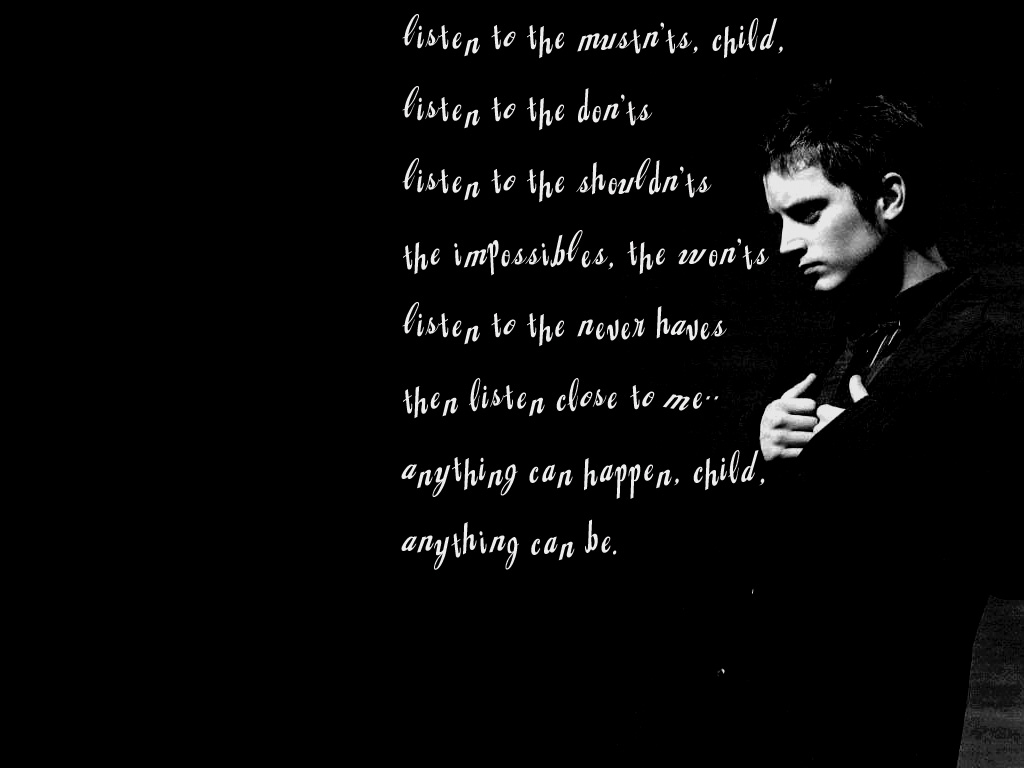 listen to the mustn'ts, child,
listen to the don'ts
listen to the shouldn'ts
the impossibles, the won'ts
listen to the never haves
then listen close to me--
anything can happen, child,
anything can be.